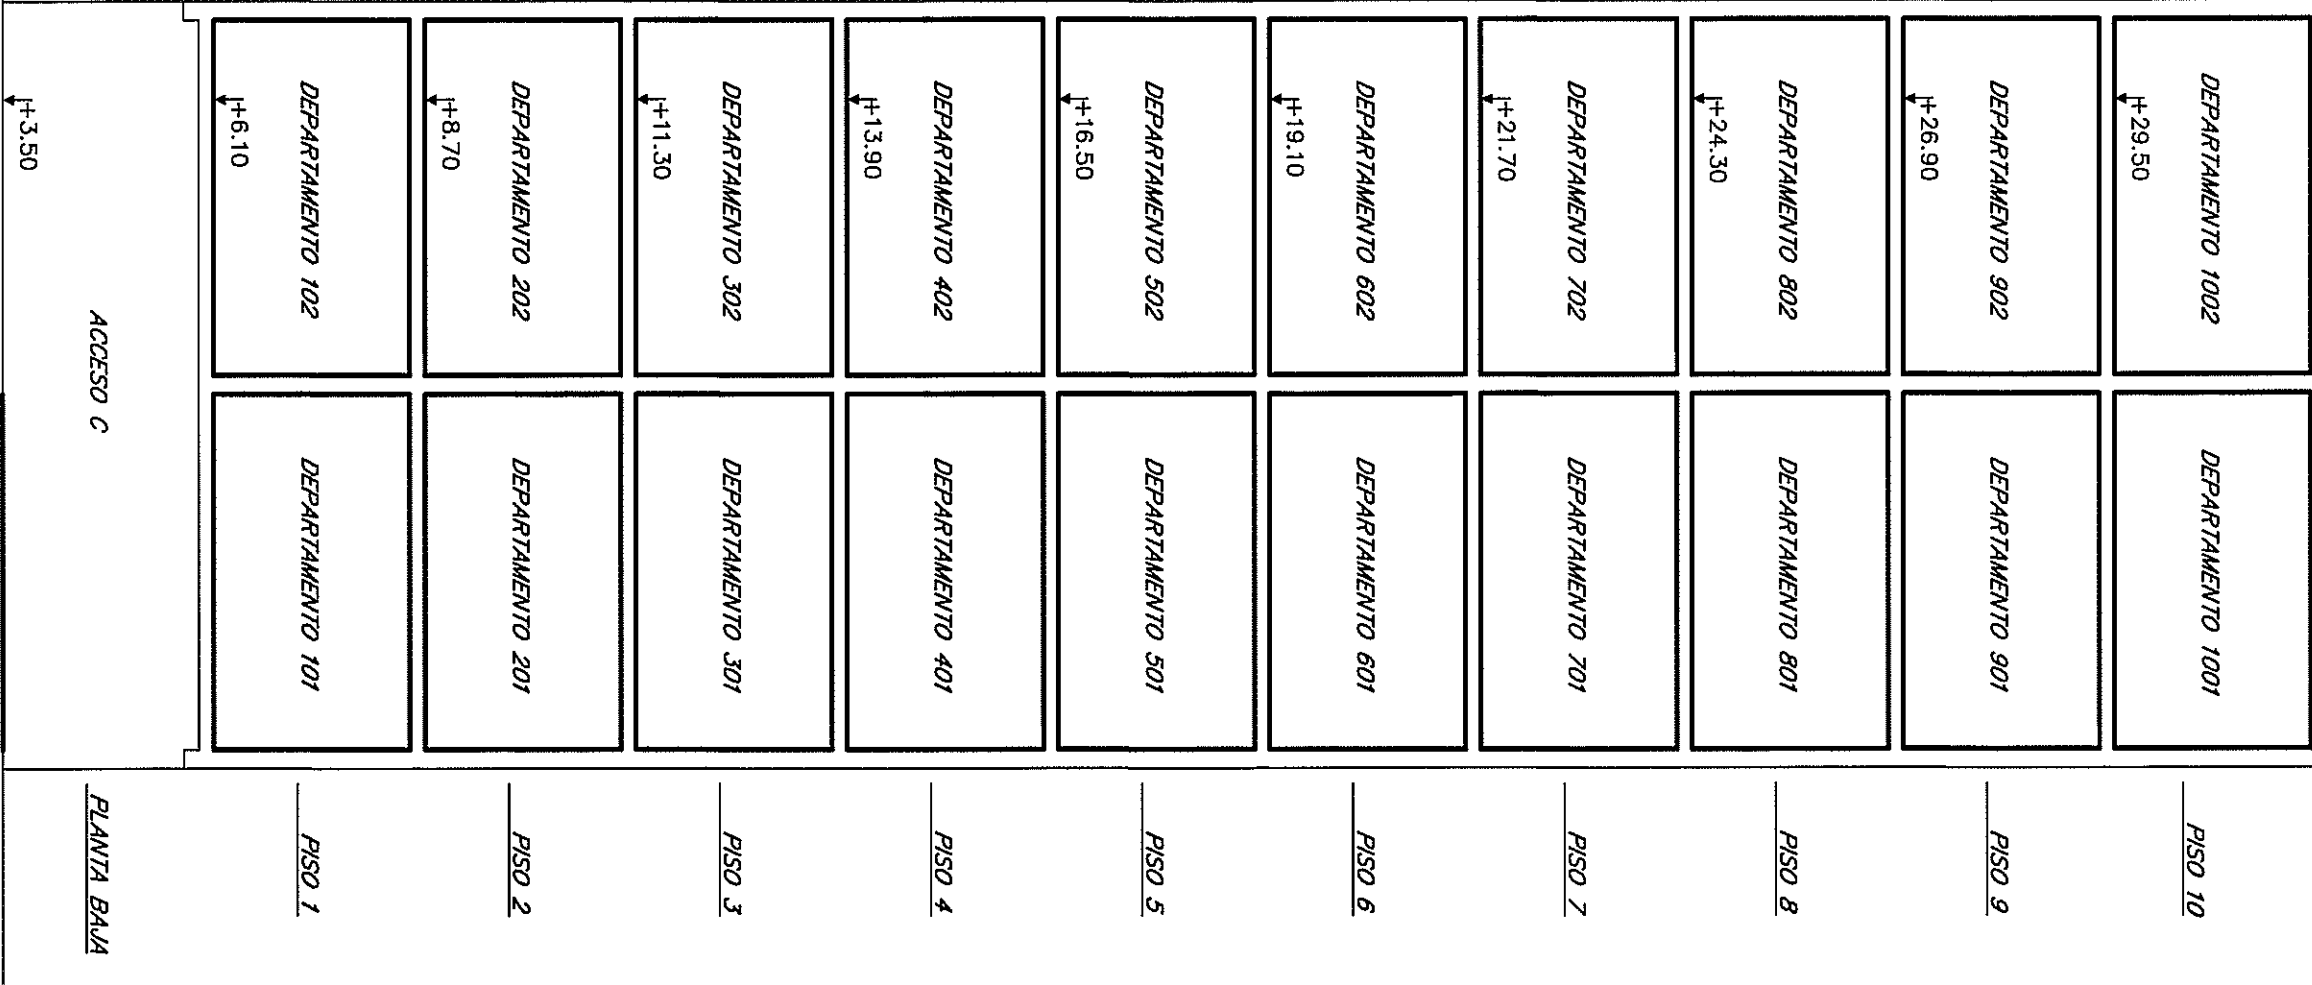 DEPARTAMENTO 1002
DEPARTAMENTO 1001
PISO 10
+29.50
DEPARTAMENTO 902
DEPARTAMENTO 901
PISO 9
+26.90
DEPARTAMENTO 802
DEPARTAMENTO 801
PISO 8
+24.30
DEPARTAMENTO 702
DEPARTAMENTO 701
PISO 7
+21.70
DEPARTAMENTO 602
DEPARTAMENTO 601
PISO 6
+19.10
DEPARTAMENTO 502
DEPARTAMENTO 501
PISO 5
+16.50
DEPARTAMENTO 402
DEPARTAMENTO 401
PISO 4
+13.90
DEPARTAMENTO 302
DEPARTAMENTO 301
PISO 3
+11.30
DEPARTAMENTO 202
DEPARTAMENTO 201
PISO 2
+8.70
DEPARTAMENTO 102
DEPARTAMENTO 101
PISO 1
+6.10
ACCESO C
PLANTA BAJA
+3.50